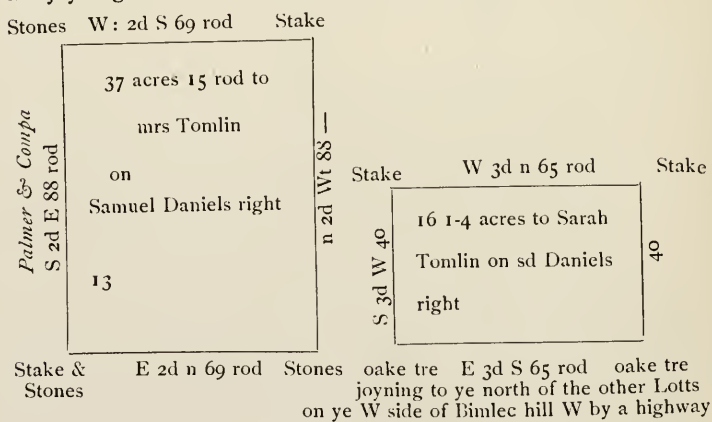 Stones W: 2d S 69 rod Stake
Palmer & Compa
S 2d E 88 rod
37 acres 15 rod to
mrs Tomlin
on
Samuel Daniels right
13
n 2d Wt 88 —
Stake & Stones E 2d n 69 rod Stones
Stake W 3d n 65 rod Stake
S 3d W 40
16 1-4 acres to Sarah
Tomlin on sd Daniels
right
40
oake tre E 3d S 65 rod oake tre
joyning to ye north of the other Lotts
on ye W side of Bimlec hill W by a highway